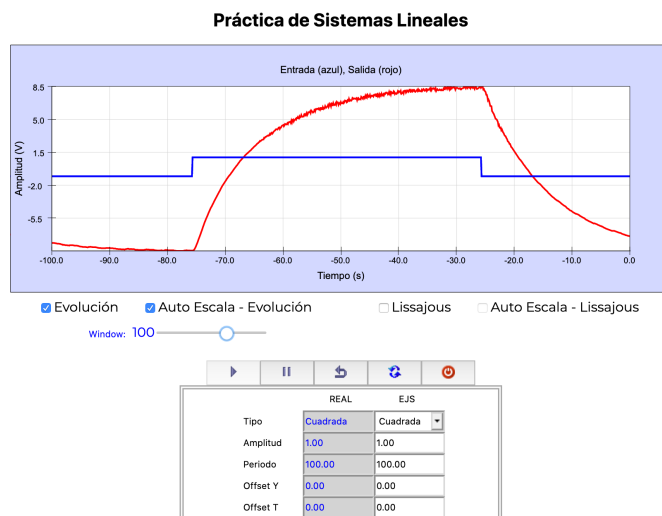 Práctica de Sistemas Lineales
Entrada (azul), Salida (rojo)
8.5
5.0
1.5
-2.0
-5.5
Amplitud (V)
-100.0 -90.0 -80.0 -70.0 -60.0 -50.0 -40.0 -30.0 -20.0 -10.0 0.0
Tiempo (s)
Evolución Auto Escala - Evolución Lissajous Auto Escala - Lissajous
Window: 100
REAL EJS
Tipo Cuadrada Cuadrada
Amplitud 1.00 1.00
Periodo 100.00 100.00
Offset Y 0.00 0.00
Offset T 0.00 0.00